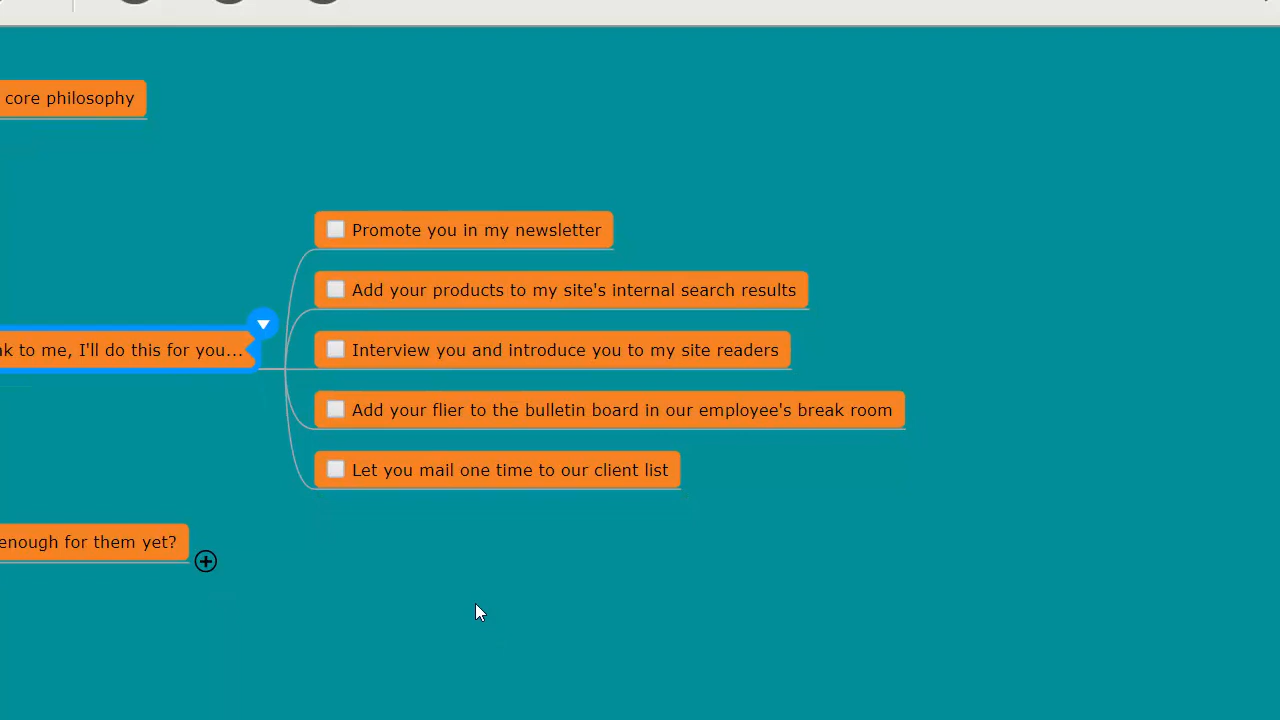 core philosophy
Promote you in my newsletter
Add your products to my site's internal search results
to me, I'll do this for you...
Interview you and introduce you to my site readers
Add your flier to the bulletin board in our employee's break room
Let you mail one time to our client list
enough for them yet?